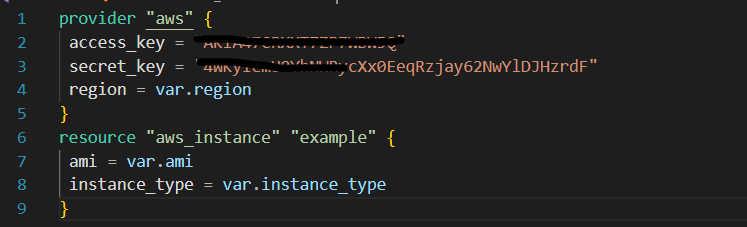 1 provider "aws" {
2 access_key =
3 secret_key =
4 region = var.region
5 }
6 resource "aws_instance" "example" {
7 ami = var.ami
8 instance_type = var.instance_type
9 }